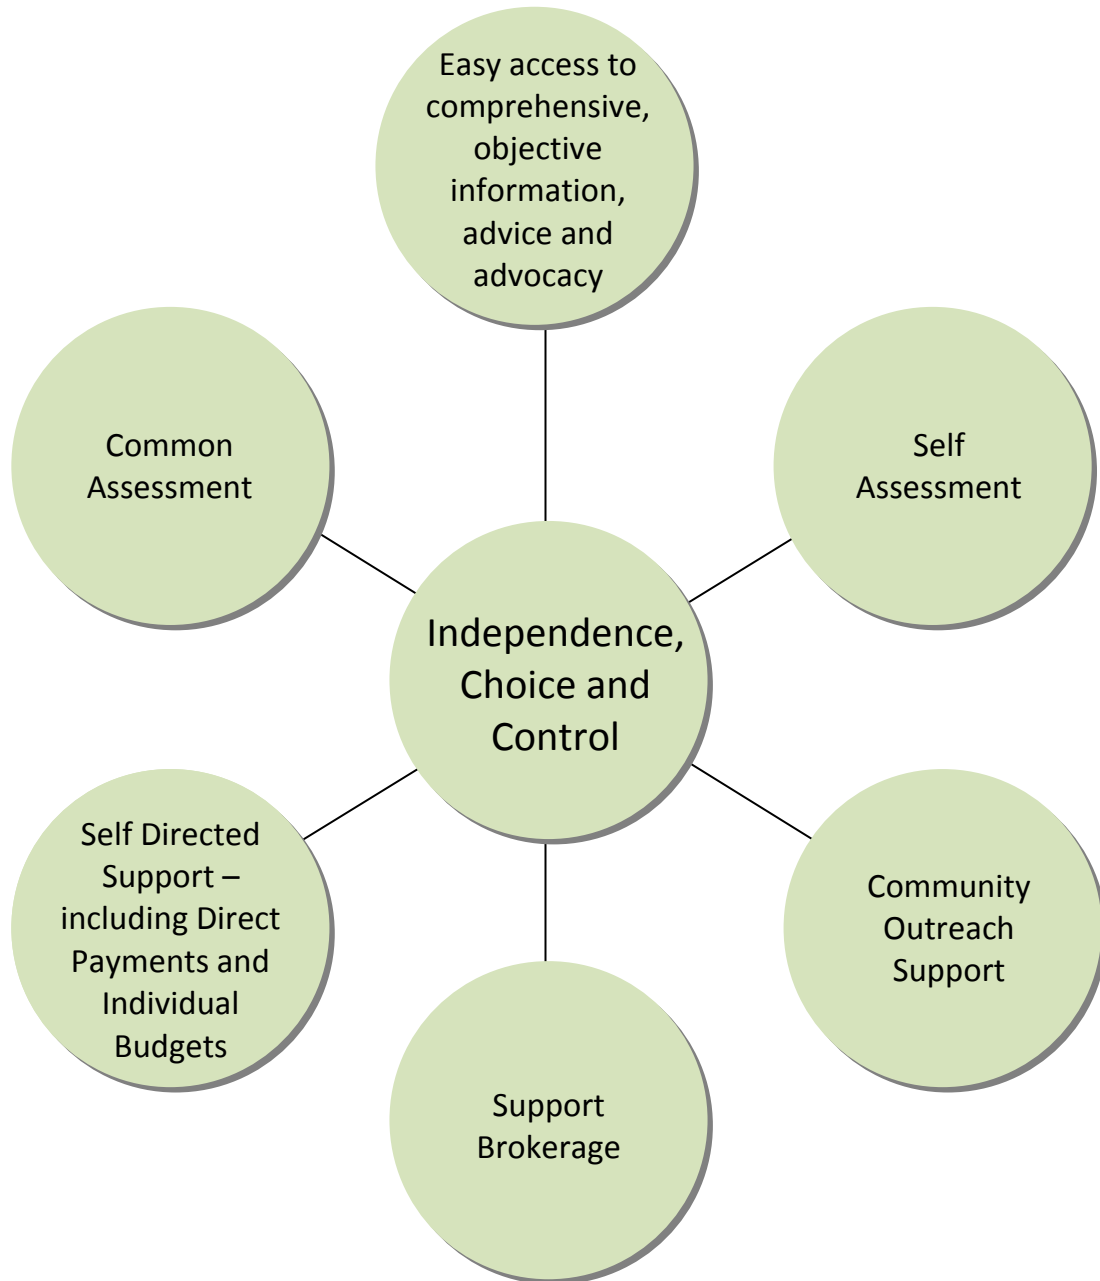 Easy access to
comprehensive,
objective
information,
advice and
advocacy
Common
Assessment
Self
Assessment
Independence,
Choice and
Control
Self Directed
Support –
including Direct
Payments and
Individual
Budgets
Community
Outreach
Support
Support
Brokerage